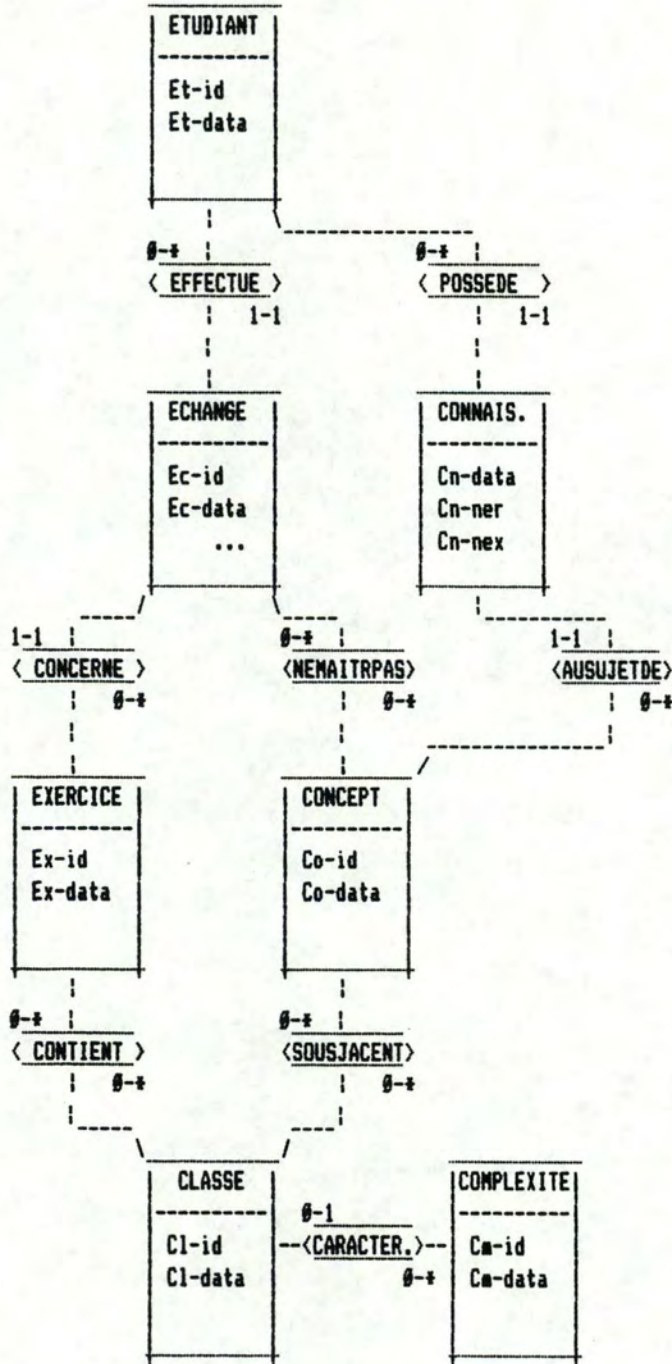 ETUDIANT
Et-id
Et-data
0-* 0-*
< EFFECTUE > < POSSEDE >
1-1 1-1
ECHANGE CONNAIS.
Ec-id Cn-data
Ec-data Cn-ner
... Cn-nex
1-1 0-* 1-1
< CONCERNE > <NEMAITRPAS> <AUSUJETDE>
0-* 0-* 0-*
EXERCICE CONCEPT
Ex-id Co-id
Ex-data Co-data
0-* 0-*
< CONTIENT > <SOUSJACENT>
0-* 0-*
CLASSE COMPLEXITE
0-1
Cl-id <CARACTER.> Cm-id
Cl-data 0-* Cm-data